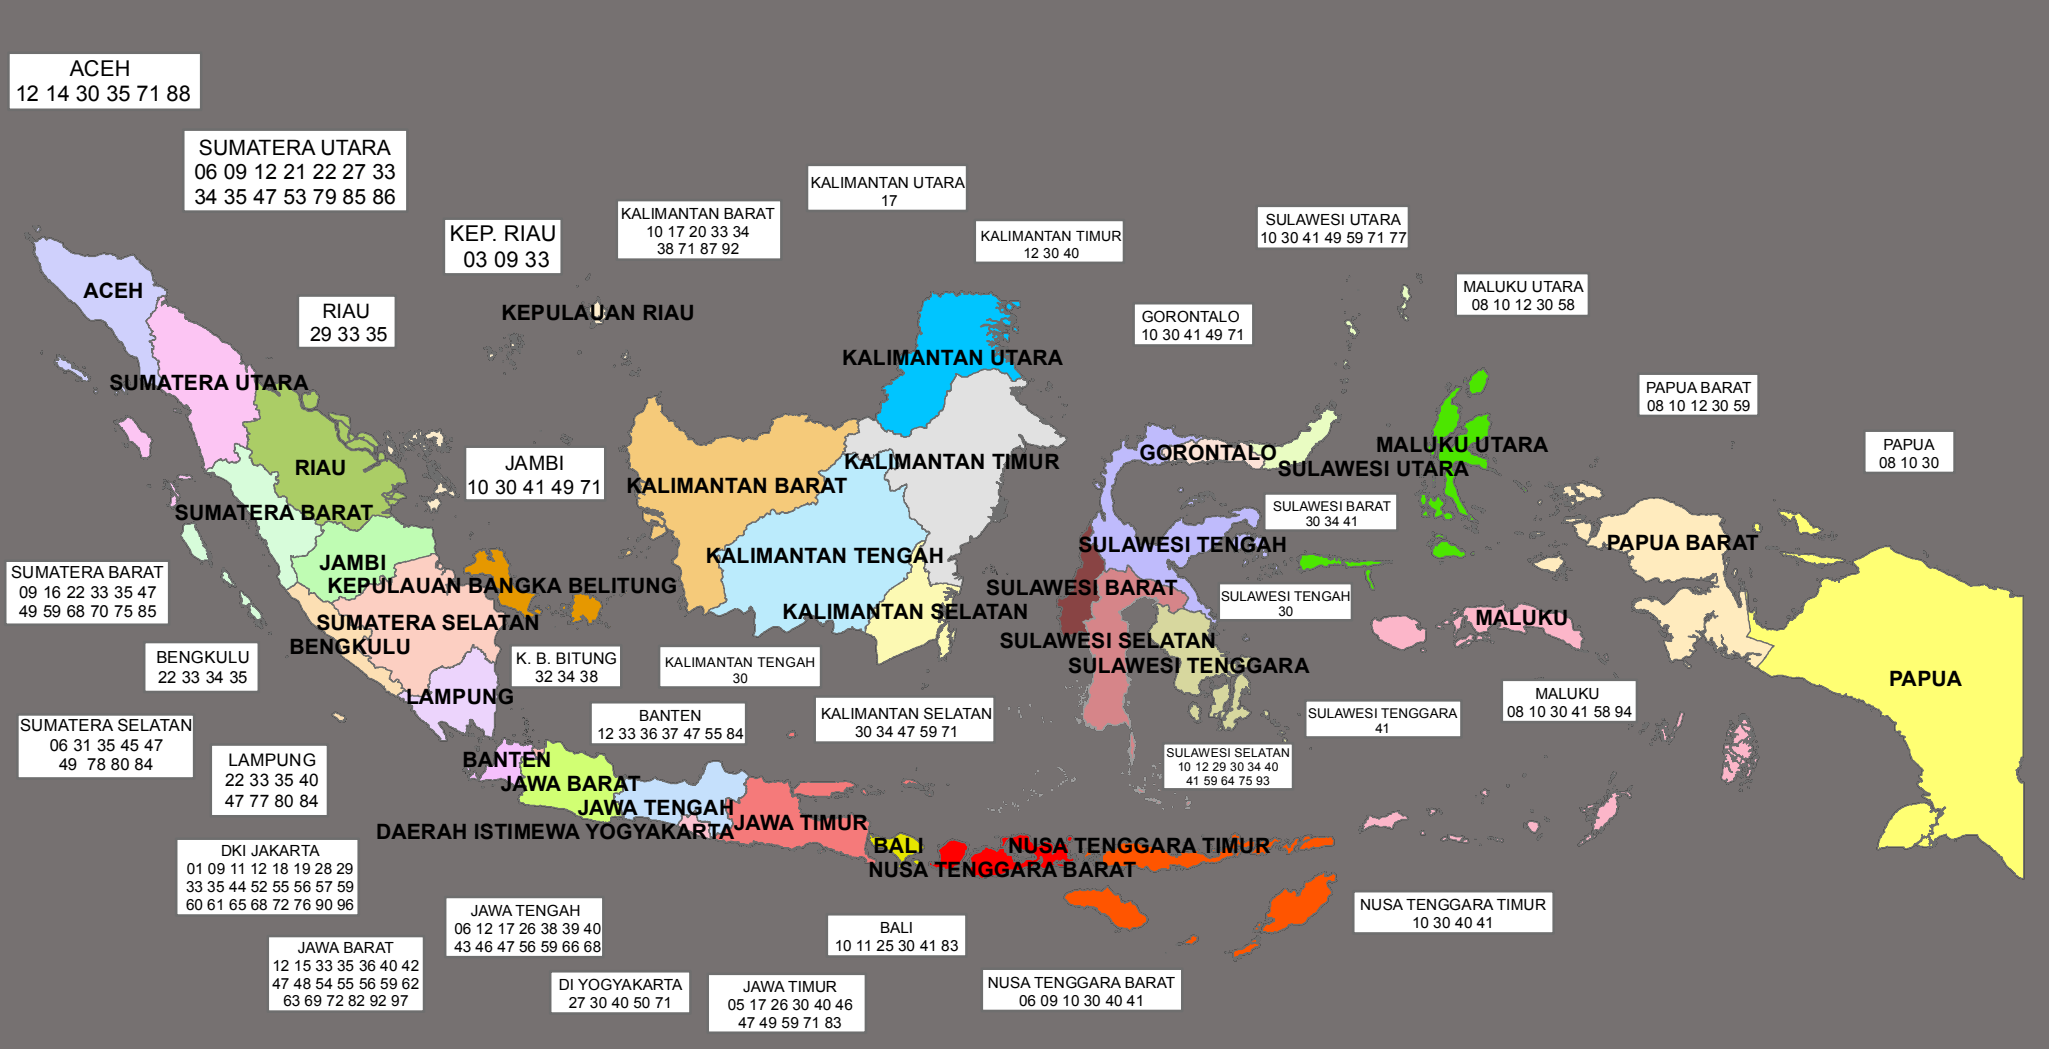 ACEH
12 14 30 35 71 88
SUMATERA UTARA
06 09 12 21 22 27 33
34 35 47 53 79 85 86
KALIMANTAN UTARA
17
KEP. RIAU
03 09 33
KALIMANTAN BARAT
10 17 20 33 34
38 71 87 92
KALIMANTAN TIMUR
12 30 40
SULAWESI UTARA
10 30 41 49 59 71 77
MALUKU UTARA
08 10 12 30 58
RIAU
29 33 35
GORONTALO
10 30 41 49 71
PAPUA BARAT
08 10 12 30 59
PAPUA
08 10 30
JAMBI
10 30 41 49 71
SULAWESI BARAT
30 34 41
SULAWESI TENGAH
30
SUMATERA BARAT
09 16 22 33 35 47
49 59 68 70 75 85
BENGKULU
22 33 34 35
K. B. BITUNG
32 34 38
KALIMANTAN TENGAH
30
SUMATERA SELATAN
06 31 35 45 47
49 78 80 84
BANTEN
12 33 36 37 47 55 84
KALIMANTAN SELATAN
30 34 47 59 71
SULAWESI TENGGARA
41
MALUKU
08 10 30 41 58 94
LAMPUNG
22 33 35 40
47 77 80 84
SULAWESI SELATAN
10 12 29 30 34 40
41 59 64 75 93
DKI JAKARTA
01 09 11 12 18 19 28 29
33 35 44 52 55 56 57 59
60 61 65 68 72 76 90 96
JAWA TENGAH
06 12 17 26 38 39 40
43 46 47 56 59 66 68
BALI
10 11 25 30 41 83
NUSA TENGGARA TIMUR
10 30 40 41
JAWA BARAT
12 15 33 35 36 40 42
47 48 54 55 56 59 62
63 69 72 82 92 97
DI YOGYAKARTA
27 30 40 50 71
JAWA TIMUR
05 17 26 30 40 46
47 49 59 71 83
NUSA TENGGARA BARAT
06 09 10 30 40 41
ACEH
KEPULAUAN RIAU
KALIMANTAN UTARA
SUMATERA UTARA
MALUKU UTARA
GORONTALO
KALIMANTAN TIMUR
RIAU
SULAWESI UTARA
KALIMANTAN BARAT
SUMATERA BARAT
PAPUA BARAT
SULAWESI TENGAH
KALIMANTAN TENGAH
JAMBI
KEPULAUAN BANGKA BELITUNG
SULAWESI BARAT
KALIMANTAN SELATAN
MALUKU
SUMATERA SELATAN
SULAWESI SELATAN
BENGKULU
SULAWESI TENGGARA
PAPUA
LAMPUNG
BANTEN
JAWA BARAT
JAWA TENGAH
JAWA TIMUR
DAERAH ISTIMEWA YOGYAKARTA
BALI
NUSA TENGGARA TIMUR
NUSA TENGGARA BARAT